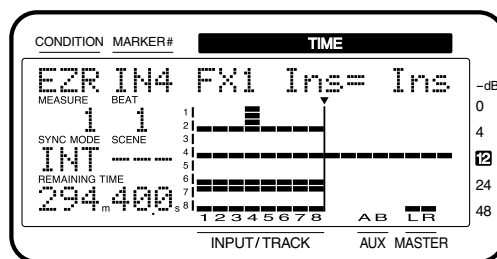 CONDITION MARKER# TIME
EZR IN4 FX1 Ins= Ins
-dB
MEASURE BEAT
1 1
0
4
12
24
48
SYNC MODE SCENE
INT --- --- ---
REMAINING TIME
294m40.0s
1
2
3
4
5
6
7
8
1 2 3 4 5 6 7 8 A B L R
INPUT/TRACK AUX MASTER